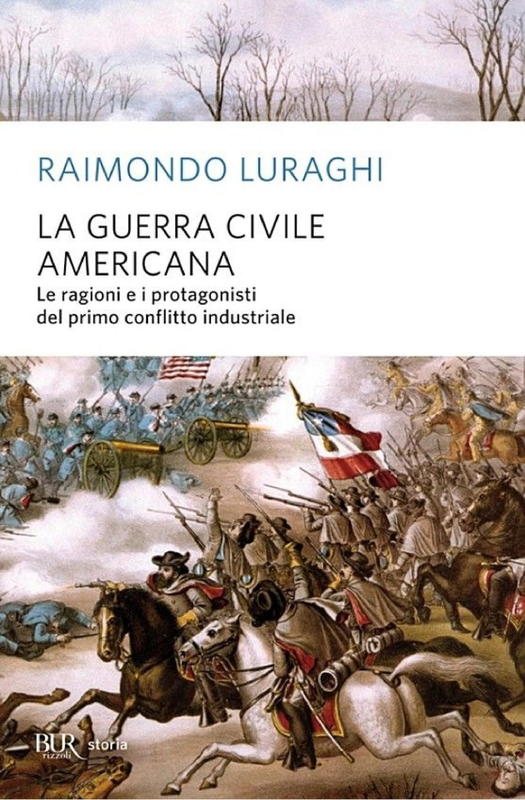 RAIMONDO LURAGHI
LA GUERRA CIVILE
AMERICANA
Le ragioni e i protagonisti
del primo conflitto industriale
BUR storia
rizzoli